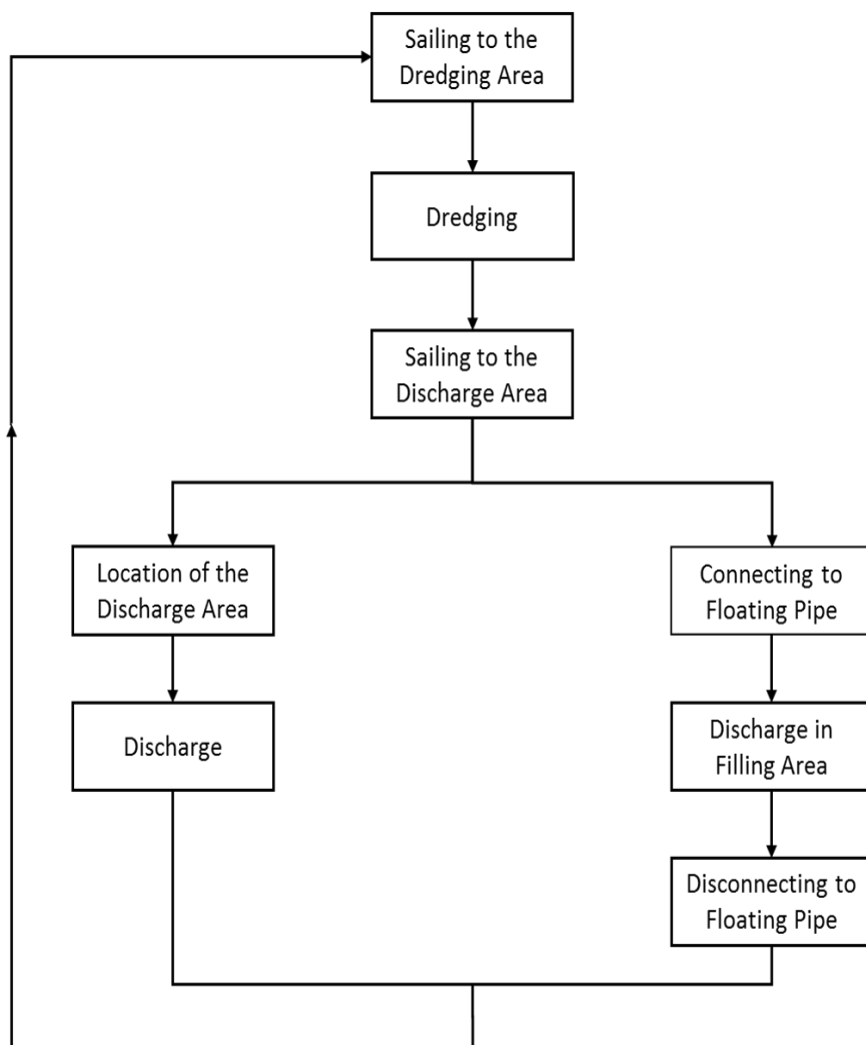 Sailing to the
Dredging Area
Dredging
Sailing to the
Discharge Area
Location of the
Discharge Area
Discharge
Connecting to
Floating Pipe
Discharge in
Filling Area
Disconnecting to
Floating Pipe